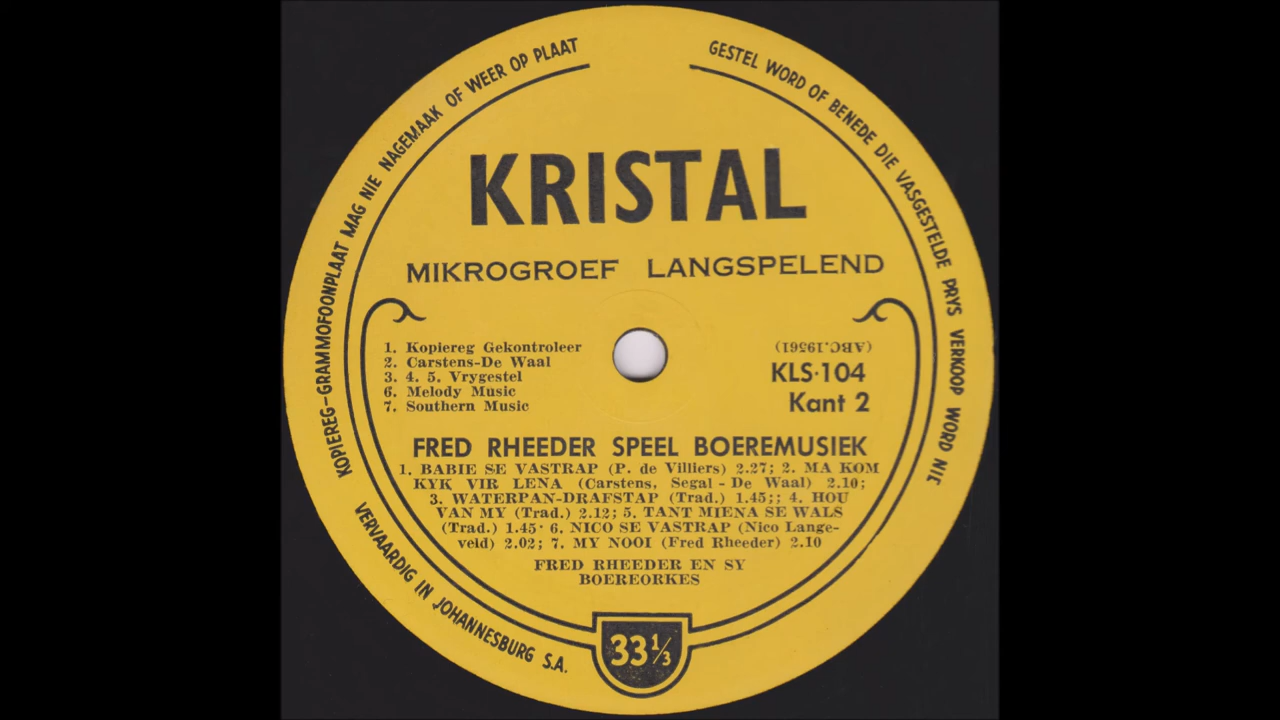 KOPIEREG—GRAMMOFOONPLAAT MAG NIE NAGEMAAK OF WEER OP PLAAT
GESTEL WORD OF BENEDE DIE VASGESTELDE PRYS VERKOOP WORD NIE
KRISTAL
MIKROGROEF LANGSPELEND
1. Kopiereg Gekontroleer
2. Carstens-De Waal
3. 4. 5. Vrygestel
6. Melody Music
7. Southern Music
(ABC.19561)
KLS·104
Kant 2
FRED RHEEDER SPEEL BOEREMUSIEK
1. BABIE SE VASTRAP (P. de Villiers) 2.27; 2. MA KOM
KYK VIR LENA (Carstens, Segal - De Waal) 2.10;
3. WATERPAN-DRAFSTAP (Trad.) 1.45;; 4. HOU
VAN MY (Trad.) 2.12; 5. TANT MIENA SE WALS
(Trad.) 1.45· 6. NICO SE VASTRAP (Nico Lange-
veld) 2.02; 7. MY NOOI (Fred Rheeder) 2.10
FRED RHEEDER EN SY
BOEREORKES
33⅓
VERVAARDIG IN JOHANNESBURG S.A.